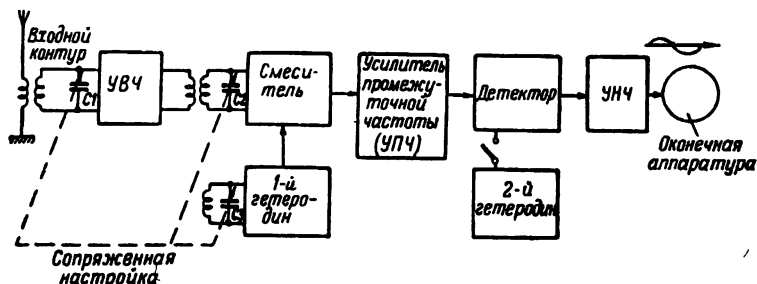 Входной
контур
C1
УВЧ
C2
Смеси-
тель
Усилитель
промежу-
точной
частоты
(УПЧ)
Детектор
УНЧ
Оконечная
аппаратура
1-й
гетеро-
дин
2-й
гетеродин
Сопряженная
настройка